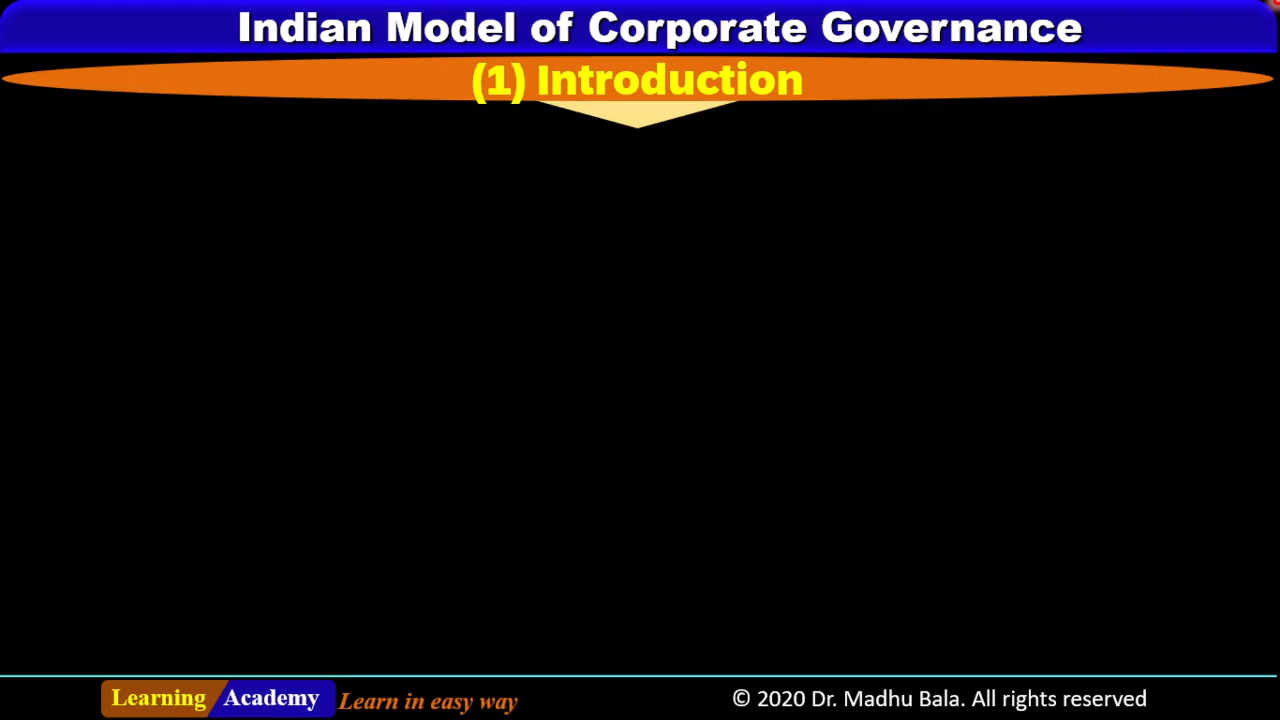 Indian Model of Corporate Governance
(1) Introduction
Learning Academy Learn in easy way
© 2020 Dr. Madhu Bala. All rights reserved